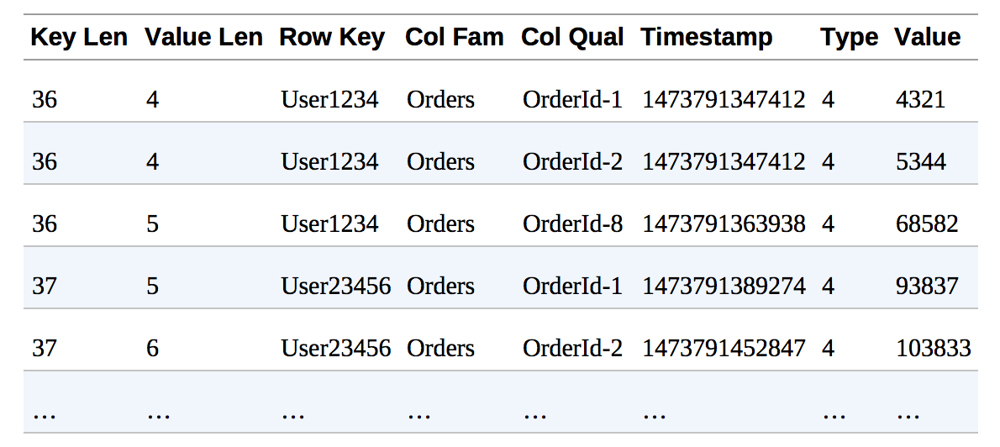 Key Len Value Len Row Key Col Fam Col Qual Timestamp Type Value
36 4 User1234 Orders OrderId-1 1473791347412 4 4321
36 4 User1234 Orders OrderId-2 1473791347412 4 5344
36 5 User1234 Orders OrderId-8 1473791363938 4 68582
37 5 User23456 Orders OrderId-1 1473791389274 4 93837
37 6 User23456 Orders OrderId-2 1473791452847 4 103833
… … … … … … … …